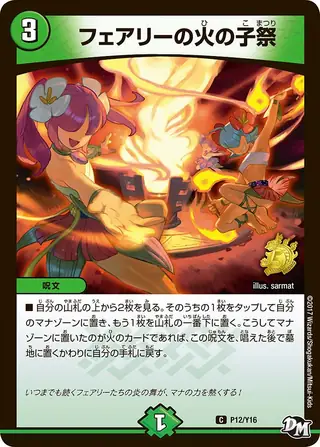 3
フェアリーの火の子祭
ひ こ まつり
illus. sarmat
呪文
■自分の山札の上から2枚を見る。そのうちの1枚をタップして自分
のマナゾーンに置き、もう1枚を山札の一番下に置く。こうしてマナ
ゾーンに置いたのが火のカードであれば、この呪文を、唱えた後で墓
地に置くかわりに自分の手札に戻す。
いつまでも続くフェアリーたちの炎の舞が、マナの力を熱くする!
©2017 Wizards/Shogakukan/Mitsui-Kids
1
C P12/Y16
DM